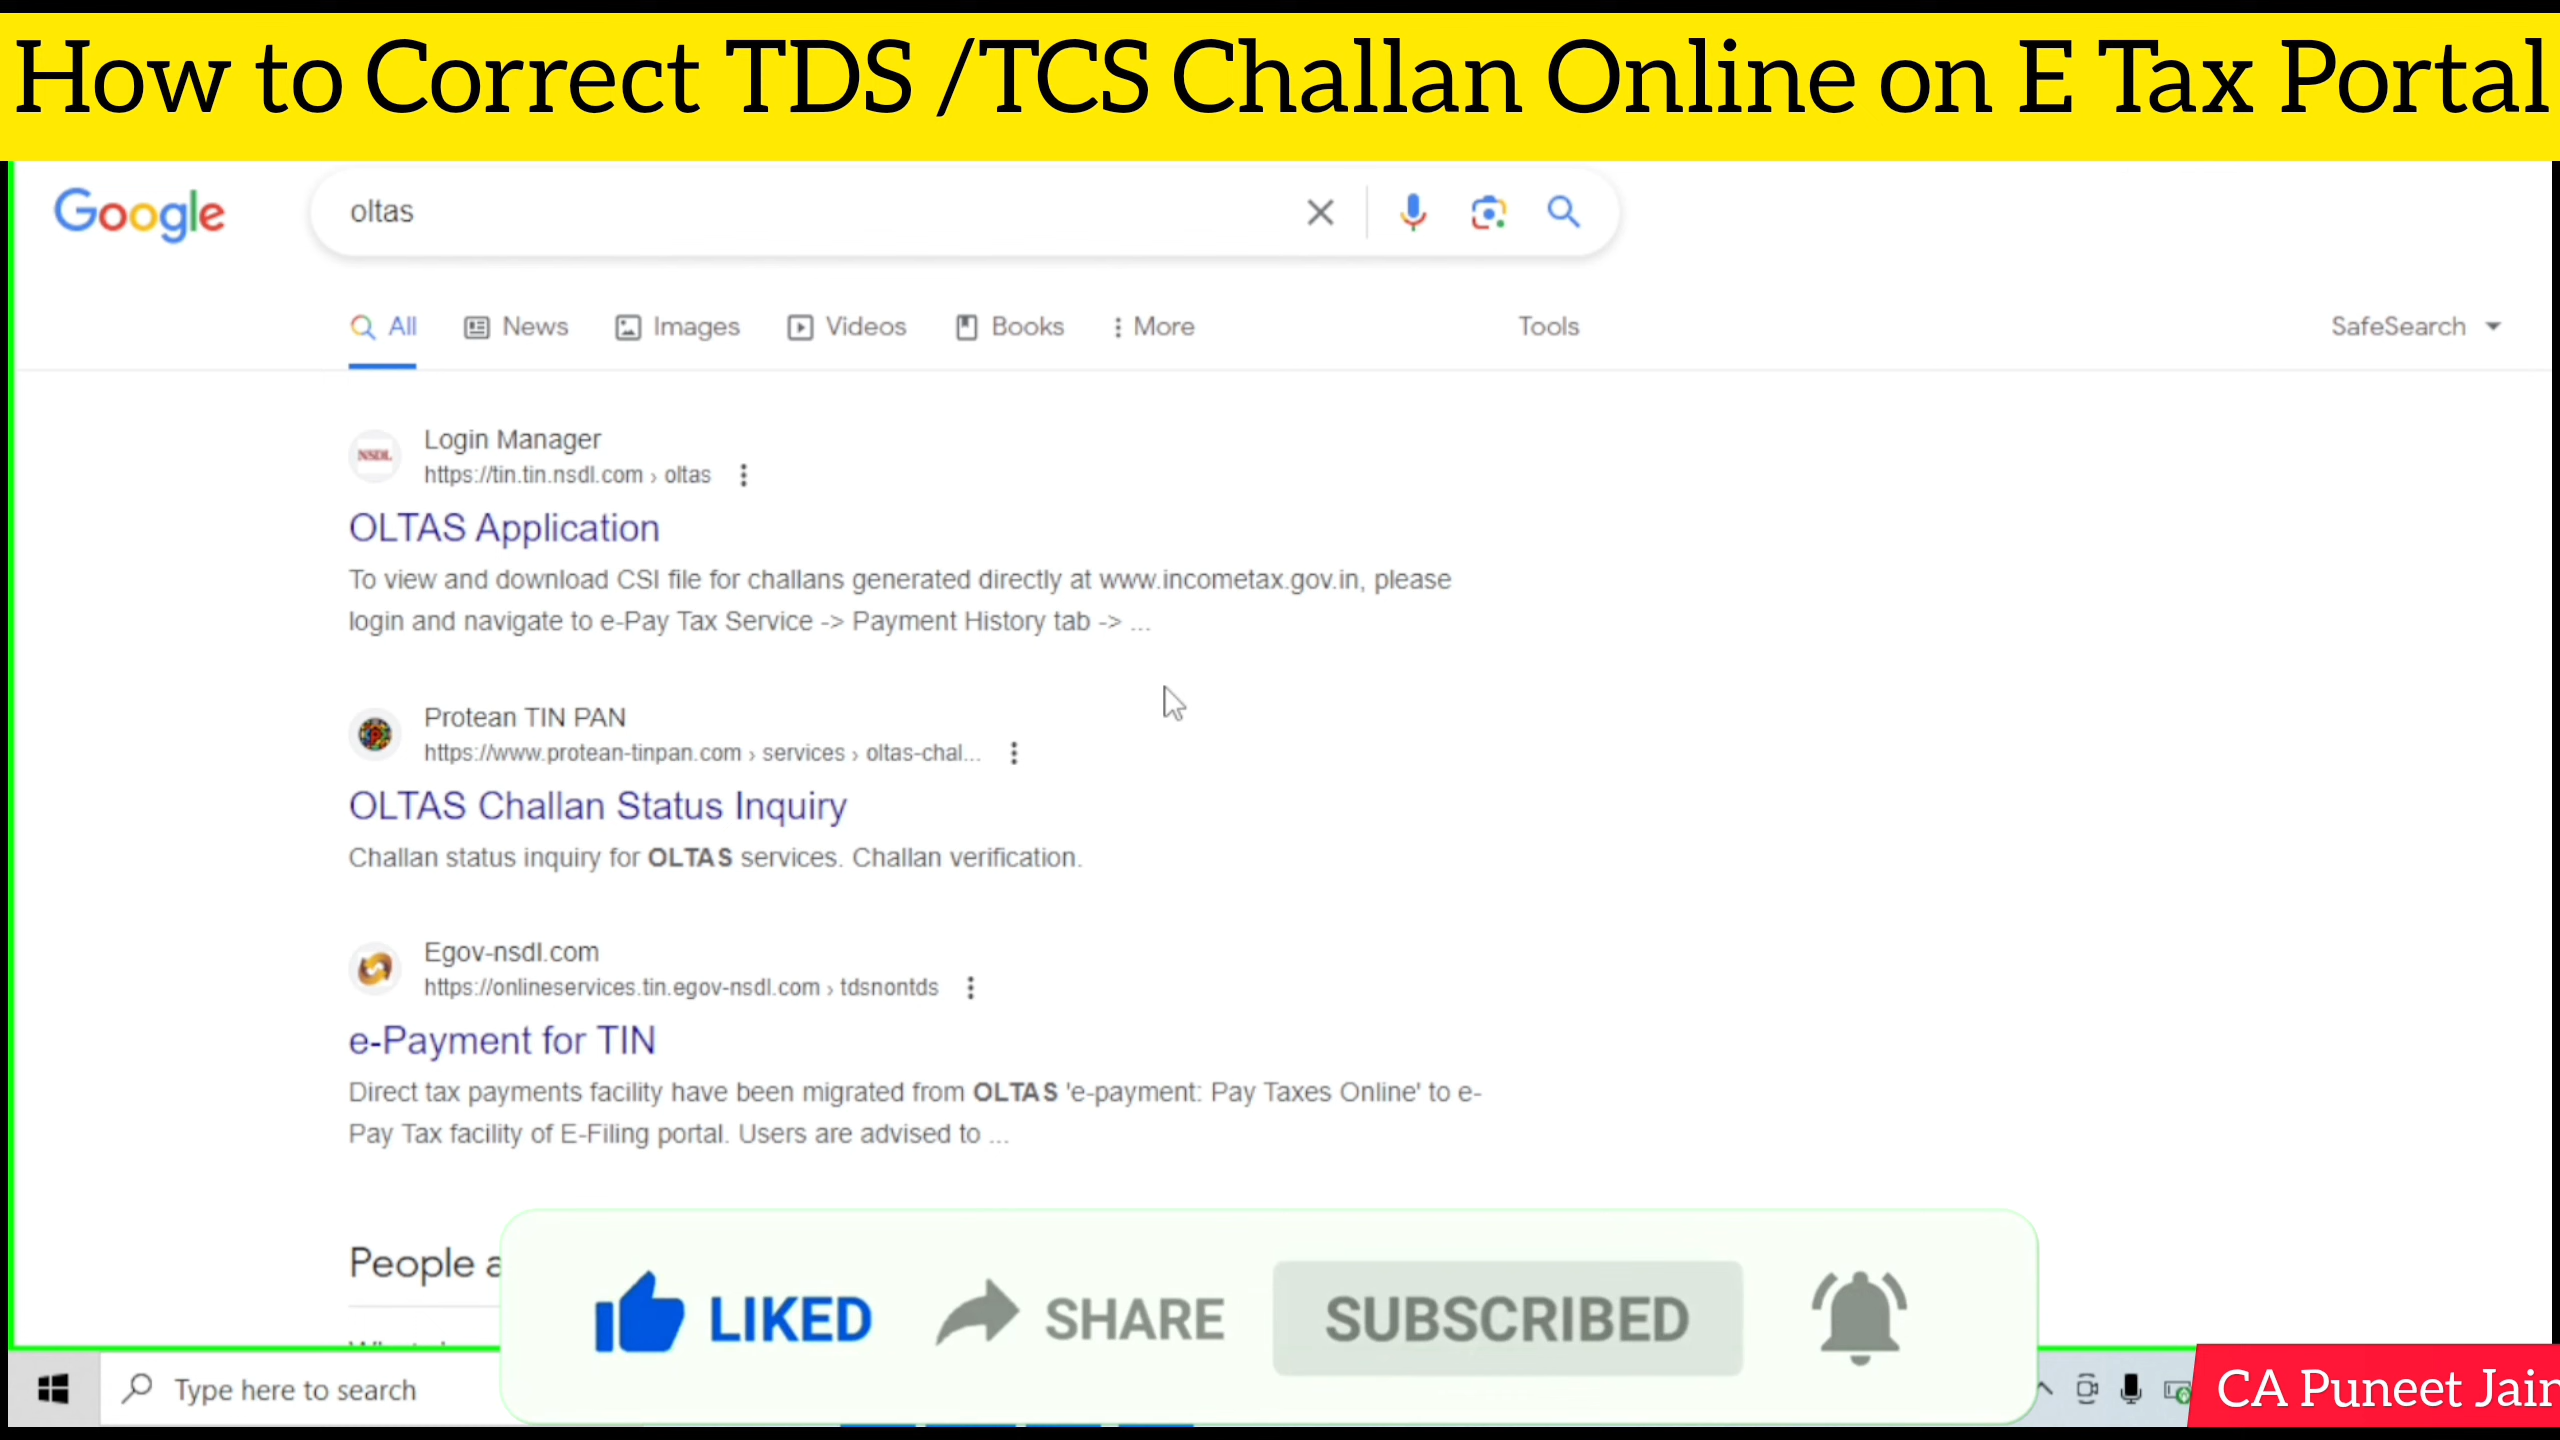 How to Correct TDS /TCS Challan Online on E Tax Portal
Google
oltas
All News Images Videos Books More Tools SafeSearch
NSDL
Login Manager
https://tin.tin.nsdl.com › oltas
OLTAS Application
To view and download CSI file for challans generated directly at www.incometax.gov.in, please
login and navigate to e-Pay Tax Service -> Payment History tab -> ...
Protean TIN PAN
https://www.protean-tinpan.com › services › oltas-chal...
OLTAS Challan Status Inquiry
Challan status inquiry for OLTAS services. Challan verification.
Egov-nsdl.com
https://onlineservices.tin.egov-nsdl.com › tdsnontds
e-Payment for TIN
Direct tax payments facility have been migrated from OLTAS 'e-payment: Pay Taxes Online' to e-
Pay Tax facility of E-Filing portal. Users are advised to ...
People
LIKED SHARE SUBSCRIBED
Type here to search
CA Puneet Jain